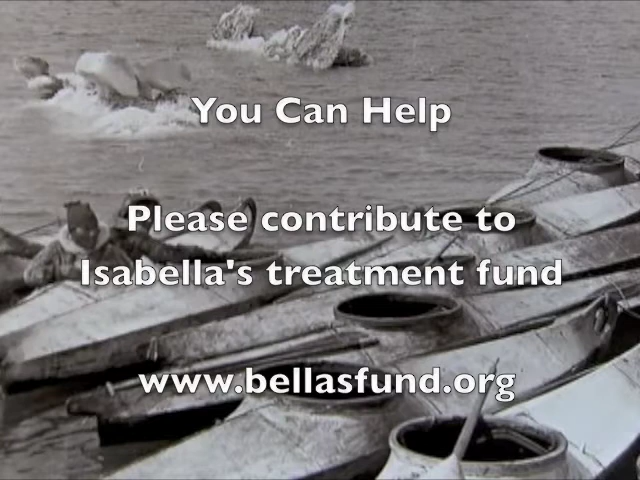 You Can Help
Please contribute to
Isabella's treatment fund
www.bellasfund.org